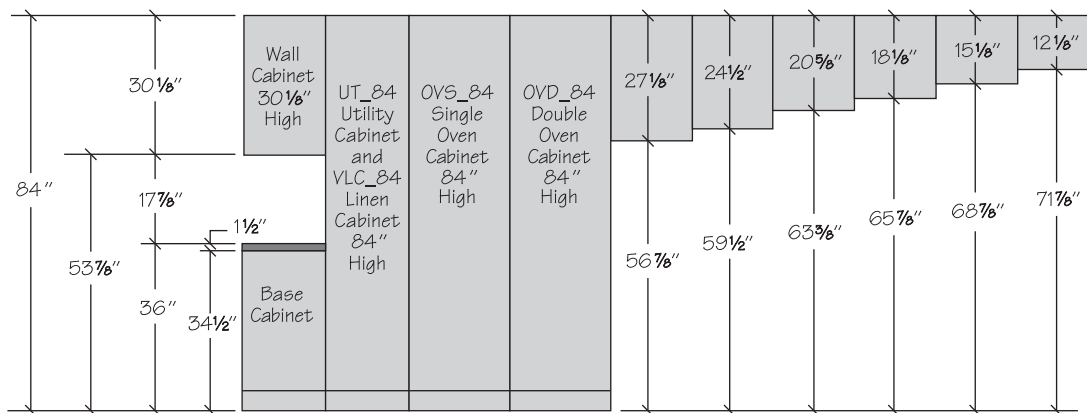 84″
30⅛″
17⅞″
1½″
53⅞″
36″
34½″
Wall
Cabinet
30⅛″
High
Base
Cabinet
UT_84
Utility
Cabinet
and
VLC_84
Linen
Cabinet
84″
High
OVS_84
Single
Oven
Cabinet
84″
High
OVD_84
Double
Oven
Cabinet
84″
High
27⅛″
24½″
20⅝″
18⅛″
15⅛″
12⅛″
56⅞″
59½″
63⅜″
65⅞″
68⅞″
71⅞″